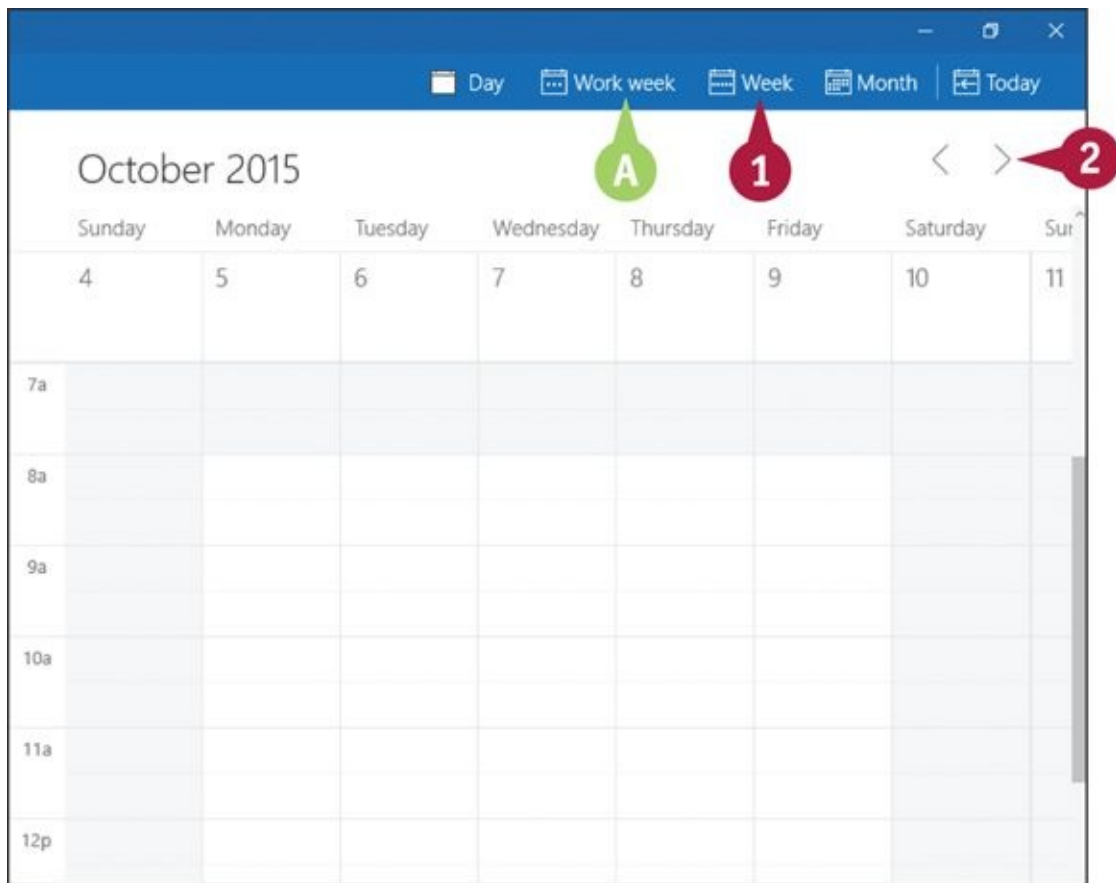 Day Work week Week Month Today
A 1
October 2015 2
Sunday Monday Tuesday Wednesday Thursday Friday Saturday Sun
4 5 6 7 8 9 10 11
7a
8a
9a
10a
11a
12p